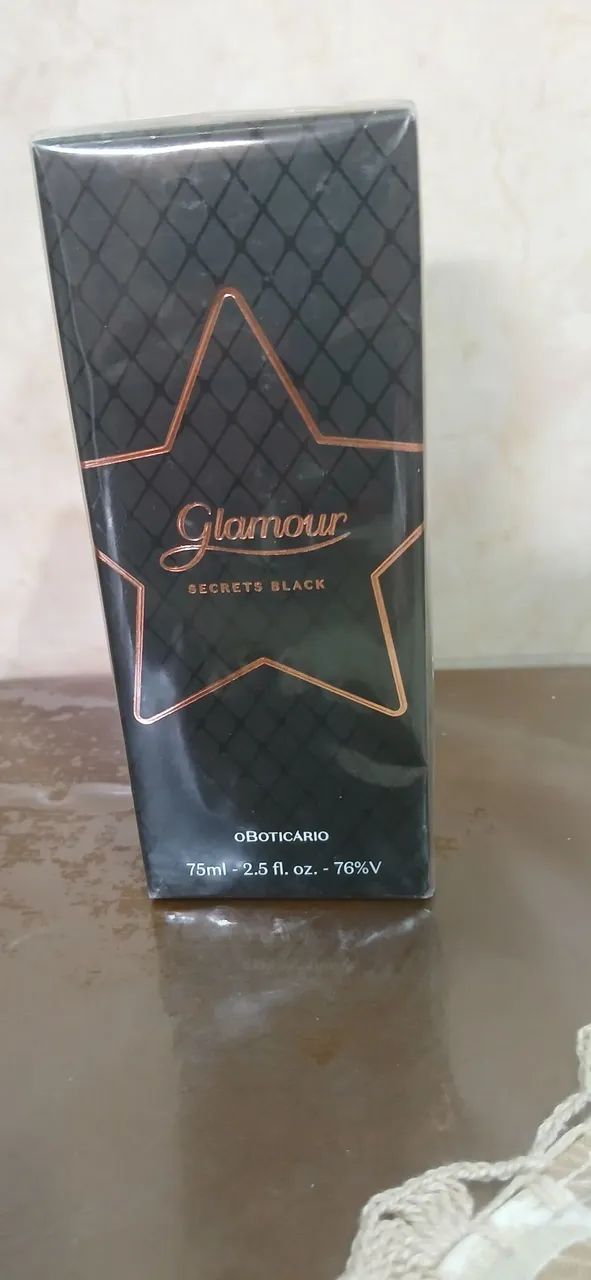 Glamour
SECRETS BLACK
oBOTICÁRIO
75ml - 2.5 fl. oz. - 76%V